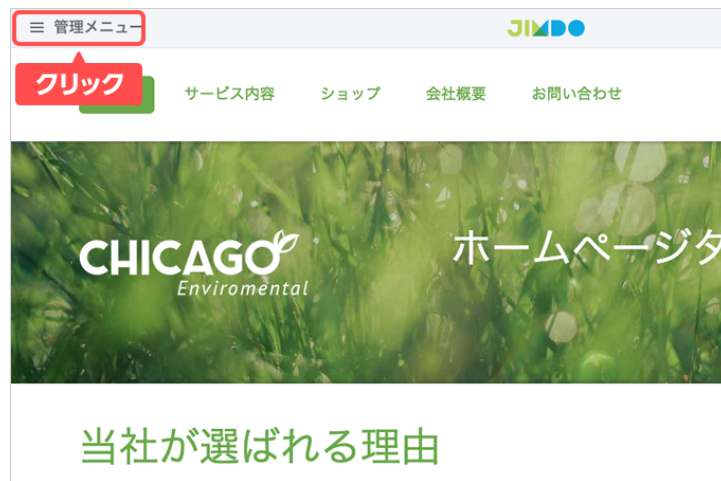 管理メニュー
JIMDO
クリック
サービス内容 ショップ 会社概要 お問い合わせ
CHICAGO
Enviromental
ホームページタ
当社が選ばれる理由